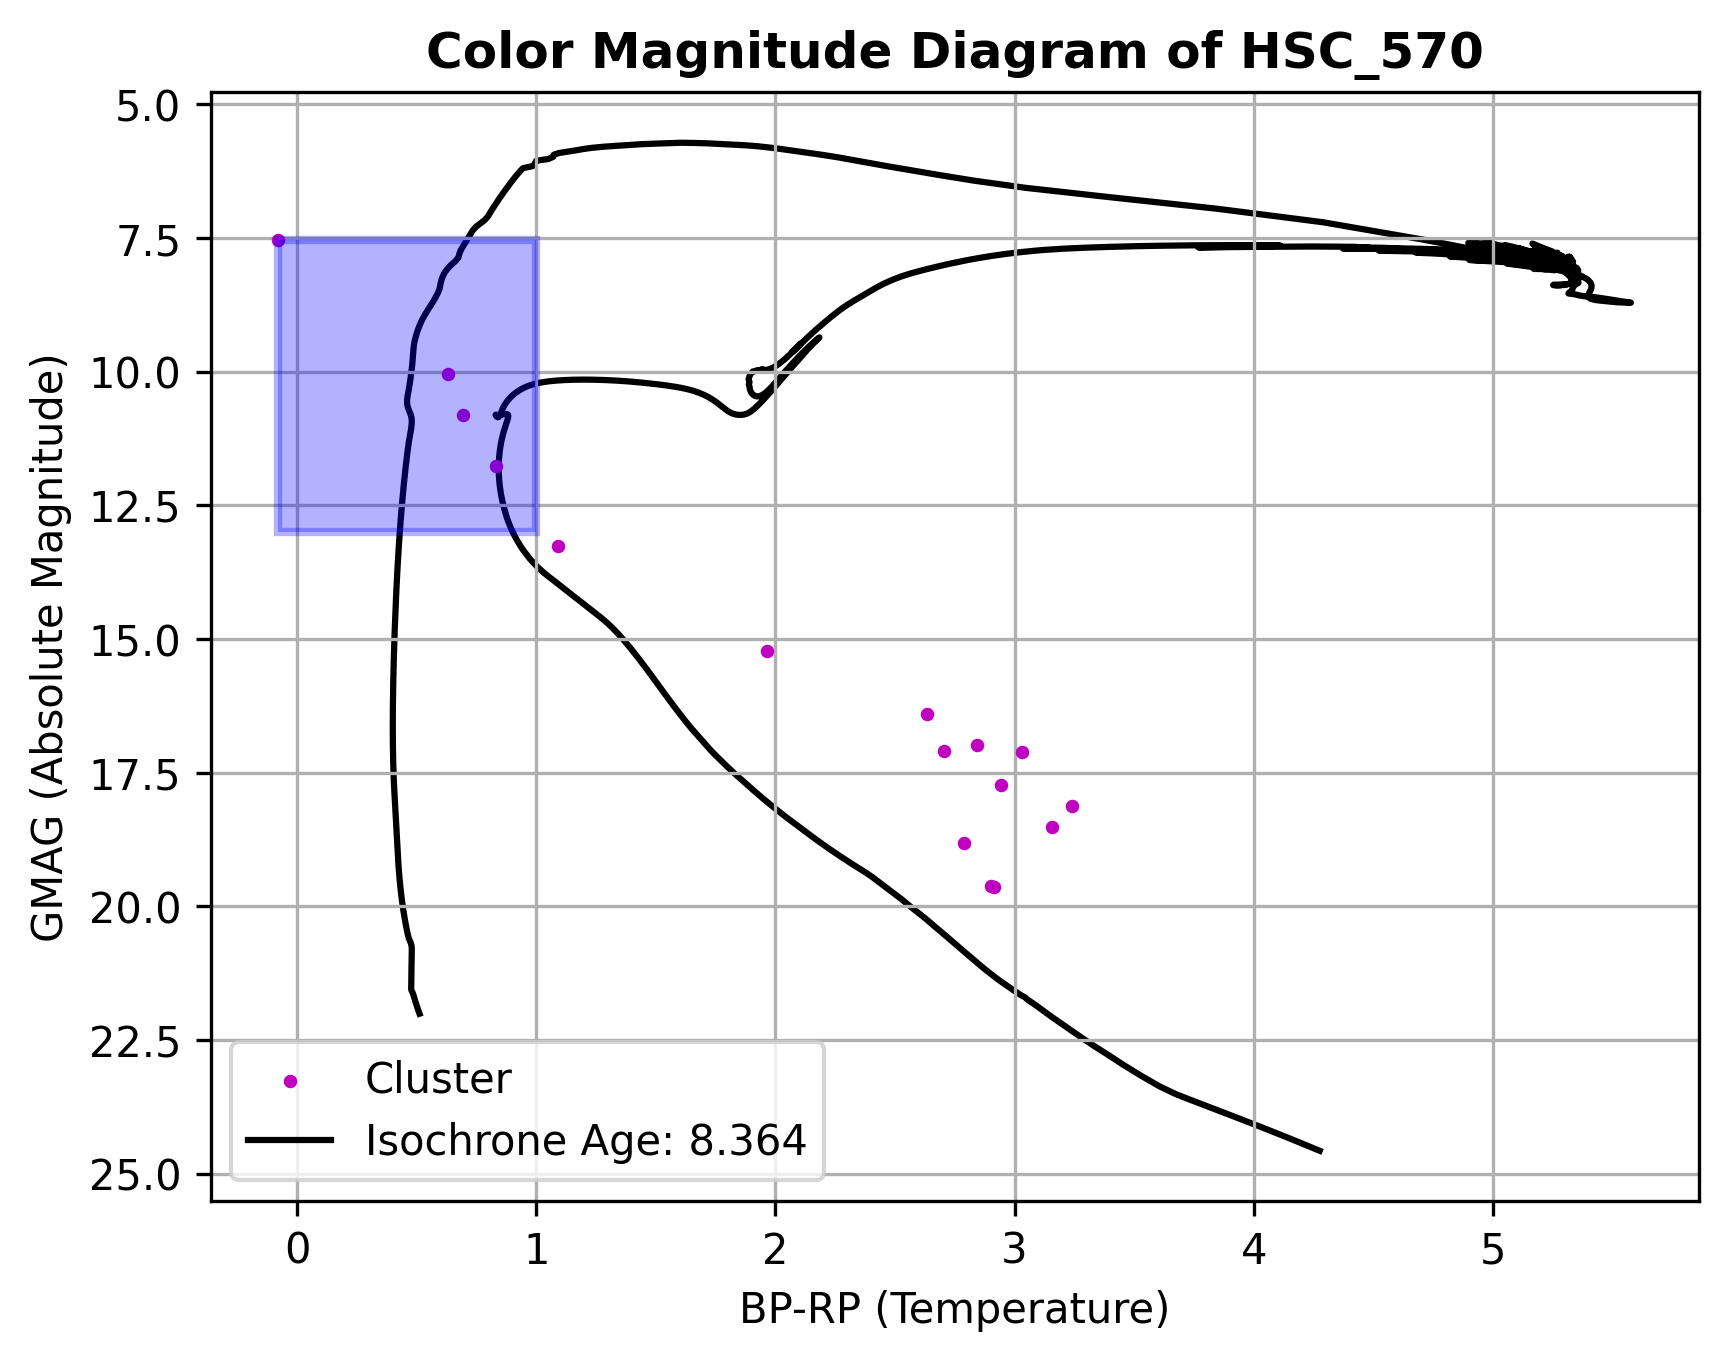 Color Magnitude Diagram of HSC_570
GMAG (Absolute Magnitude)
5.0
7.5
10.0
12.5
15.0
17.5
20.0
22.5
25.0
Cluster
Isochrone Age: 8.364
0 1 2 3 4 5
BP-RP (Temperature)